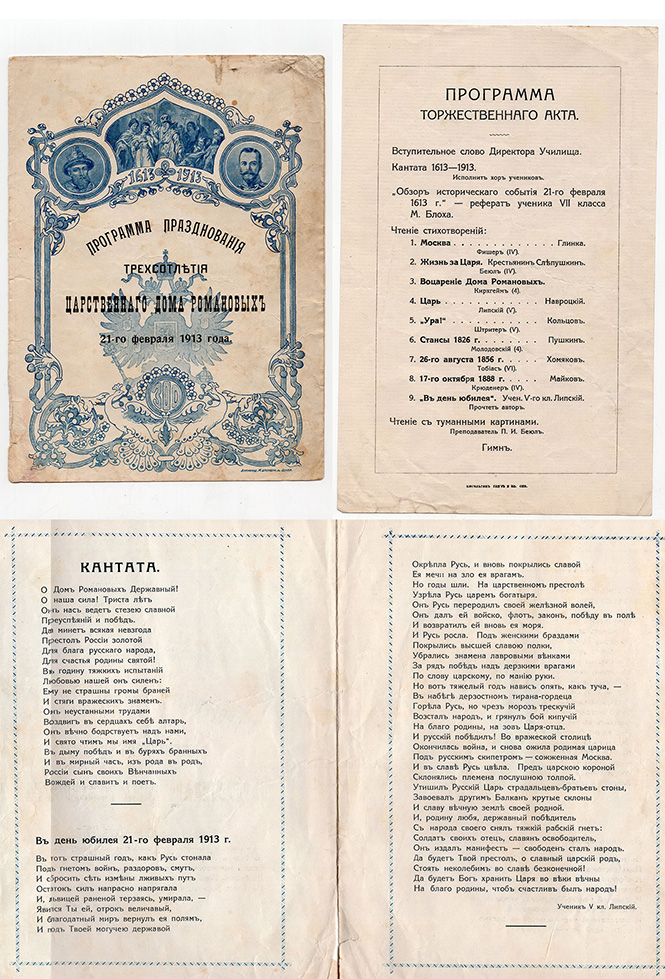 1613 1913
ПРОГРАММА ПРАЗДНОВАНІЯ
ТРЕХСОТЛѢТІЯ
ЦАРСТВЕННАГО ДОМА РОМАНОВЫХЪ
21-го февраля 1913 года.
ПРОГРАММА
ТОРЖЕСТВЕННАГО АКТА.
Вступительное слово Директора Училища.
Кантата 1613—1913.
Исполнитъ хоръ учениковъ.
„Обзоръ историческаго событія 21-го февраля
1613 г.“ — рефератъ ученика VII класса
М. Блоха.
Чтеніе стихотвореній:
1. Москва . . . . . . . . . . . . Глинка.
Фишеръ (IV).
2. Жизнь за Царя. Крестьянинъ Слѣпушкинъ.
Беюлъ (IV).
3. Воцареніе Дома Романовыхъ.
Кирхгеймъ (4).
4. Царь . . . . . . . . . . . Навроцкій.
Липскій (V).
5. „Ура!“ . . . . . . . . . . . Кольцовъ.
Штритеръ (V).
6. Стансы 1826 г. . . . . . . Пушкинъ.
Молодовскій (4).
7. 26-го августа 1856 г. . . . . Хомяковъ.
Тобіасъ (VI).
8. 17-го октября 1888 г. . . . . Майковъ.
Крюденеръ (IV).
9. „Въ день юбилея“. Учен. V-го кл. Липскій.
Прочтетъ авторъ.
Чтеніе съ туманными картинами.
Преподаватель П. И. Беюлъ.
Гимнъ.
КАНТАТА.
О Домъ Романовыхъ Державный!
О наша сила! Триста лѣтъ
Онъ насъ ведетъ стезею славной
Преуспѣяній и побѣдъ.
Да минетъ всякая невзгода
Престолъ Россіи золотой
Для блага русскаго народа,
Для счастья родины святой!
Въ годину тяжкихъ испытаній
Любовью нашей онъ силенъ:
Ему не страшны громы браней
И стяги вражескихъ знаменъ.
Онъ неустанными трудами
Воздвигъ въ сердцахъ себѣ алтарь,
Онъ вѣчно бодрствуетъ надъ нами,
И свято чтимъ мы имя „Царь“.
Въ дыму побѣдъ и въ буряхъ бранныхъ
И въ мирный часъ, изъ рода въ родъ,
Россіи сынъ своихъ Вѣнчанныхъ
Вождей и славитъ и поетъ.
Въ день юбилея 21-го февраля 1913 г.
Въ тотъ страшный годъ, какъ Русь стонала
Подъ гнетомъ войнъ, раздоровъ, смутъ,
И сбросить сѣть измѣны лживыхъ путъ
Остатокъ силъ напрасно напрягала
И, львицей раненой терзаясь, умирала, —
Явился Ты ей, отрокъ величавый,
И благодатный миръ вернулъ ея полямъ,
И подъ Твоей могучею державой
Окрѣпла Русь, и вновь покрылись славой
Ея мечи на зло ея врагамъ.
Но годы шли. На царственномъ престолѣ
Узрѣла Русь царемъ богатыря.
Онъ Русь переродилъ своей желѣзной волей,
Онъ далъ ей войско, флотъ, законъ, побѣду въ полѣ
И возвратилъ ей вновь ея моря.
И Русь росла. Подъ женскими браздами
Покрылись высшей славою полки,
Убрались знамена лавровыми вѣнками
За рядъ побѣдъ надъ дерзкими врагами
По слову царскому, по манію руки.
Но вотъ тяжелый годъ нависъ опять, какъ туча, —
Въ набѣгѣ дерзостномъ тирана-гордеца
Горѣла Русь, но чрезъ морозъ трескучій
Возсталъ народъ, и грянулъ бой кипучій
На благо родины, на зовъ Царя-отца.
И русскій побѣдилъ! Во вражеской столицѣ
Окончилась война, и снова ожила родимая царица
Подъ русскимъ скипетромъ — сожженная Москва.
И въ славѣ Русь цвѣла. Предъ царскою короной
Склонялись племена послушною толпой.
Утишилъ Русскій Царь страдальцевъ-братьевъ стоны,
Завоевалъ другимъ Балканъ крутые склоны
И славу вѣчную землѣ своей родной.
И, родину любя, державный побѣдитель
Съ народа своего снялъ тяжкій рабскій гнетъ:
Солдатъ своихъ отецъ, славянъ освободитель,
Онъ издалъ манифестъ — свободенъ сталъ народъ.
Да будетъ Твой престолъ, о славный царскій родъ,
Стоять неколебимъ во славѣ безконечной!
Да будетъ Богъ хранить Царя во вѣки вѣчны
На благо родины, чтобъ счастливъ былъ народъ!
Ученикъ V кл. Липскій.